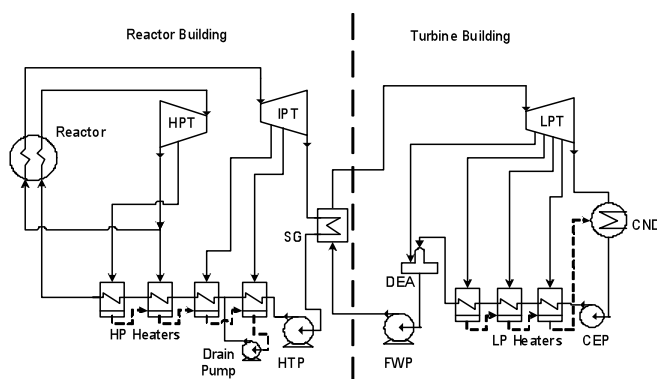 Reactor Building
Turbine Building
HPT
IPT
LPT
Reactor
SG
CND
DEA
HP Heaters
Drain
Pump
HTP
FWP
LP Heaters
CEP